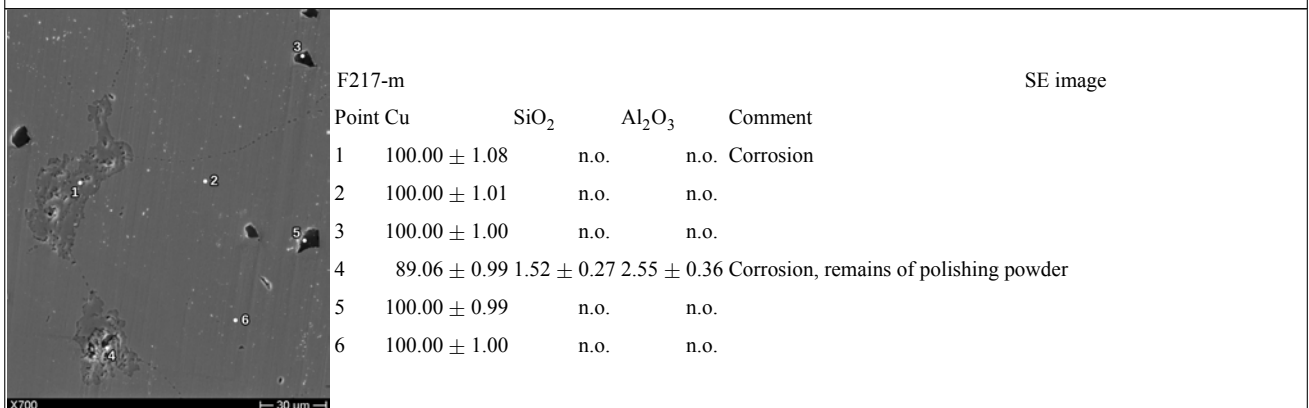 F217-m SE image
Point Cu SiO₂ Al₂O₃ Comment
1 100.00 ± 1.08 n.o. n.o. Corrosion
2 100.00 ± 1.01 n.o. n.o.
3 100.00 ± 1.00 n.o. n.o.
4 89.06 ± 0.99 1.52 ± 0.27 2.55 ± 0.36 Corrosion, remains of polishing powder
5 100.00 ± 0.99 n.o. n.o.
6 100.00 ± 1.00 n.o. n.o.
3
2
1
5
6
4
X700 30 µm